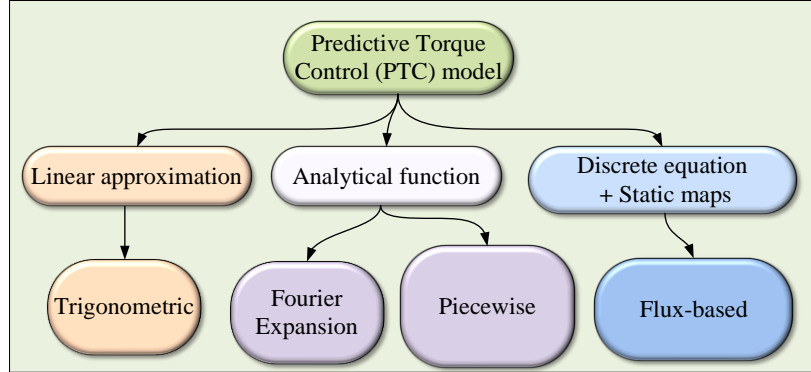 Predictive Torque
Control (PTC) model
Linear approximation
Analytical function
Discrete equation
+ Static maps
Trigonometric
Fourier
Expansion
Piecewise
Flux-based